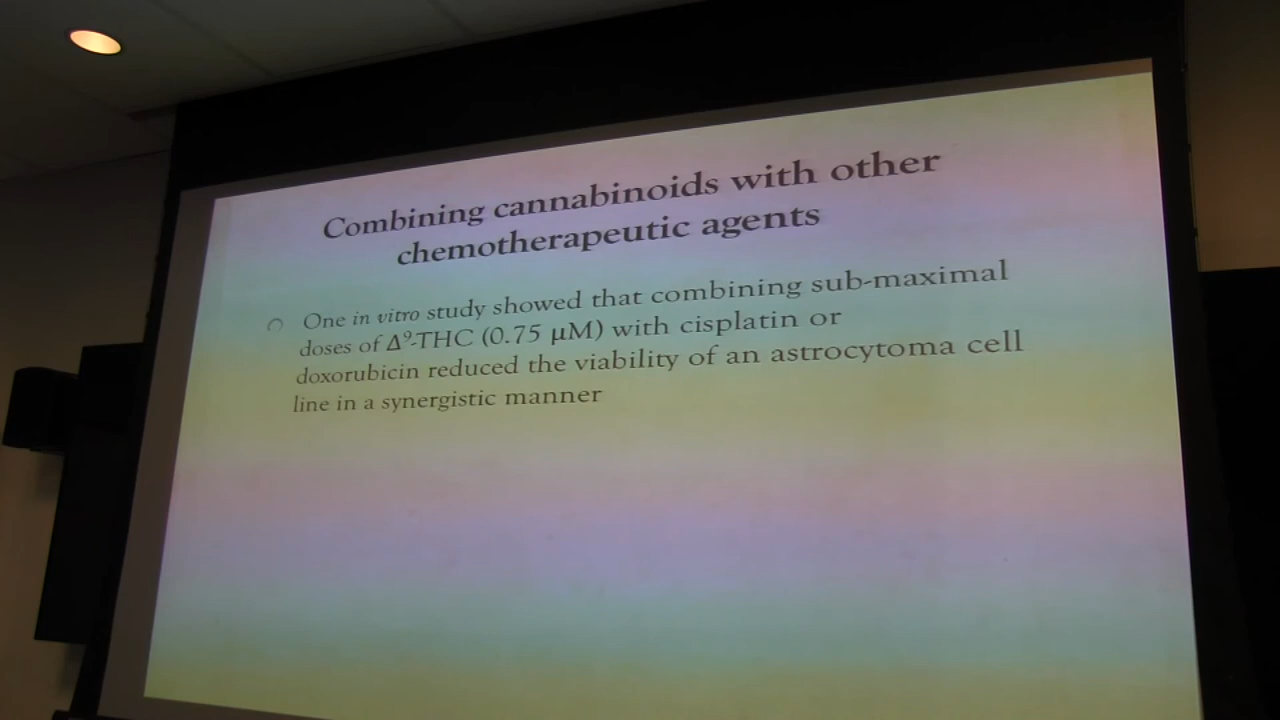 Combining cannabinoids with other
chemotherapeutic agents
One in vitro study showed that combining sub-maximal
doses of Δ⁹-THC (0.75 μM) with cisplatin or
doxorubicin reduced the viability of an astrocytoma cell
line in a synergistic manner